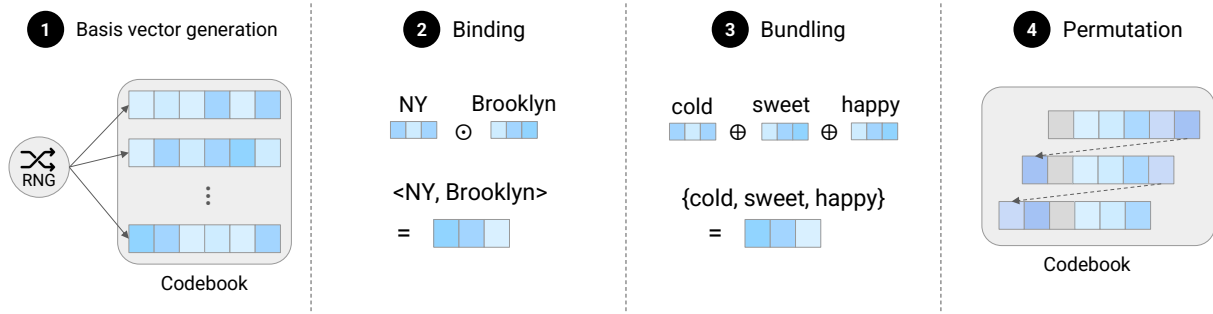 1 Basis vector generation
RNG
Codebook
2 Binding
NY ⊙ Brooklyn
<NY, Brooklyn>
=
3 Bundling
cold ⊕ sweet ⊕ happy
{cold, sweet, happy}
=
4 Permutation
Codebook